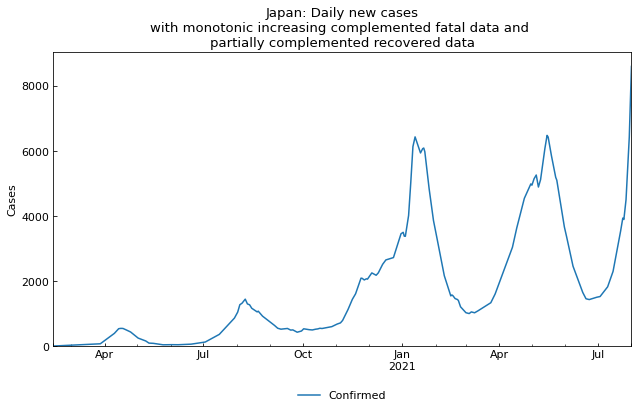 Japan: Daily new cases
with monotonic increasing complemented fatal data and
partially complemented recovered data
8000
6000
4000
2000
0
Cases
Apr
Jul
Oct
Jan
2021
Apr
Jul
Confirmed